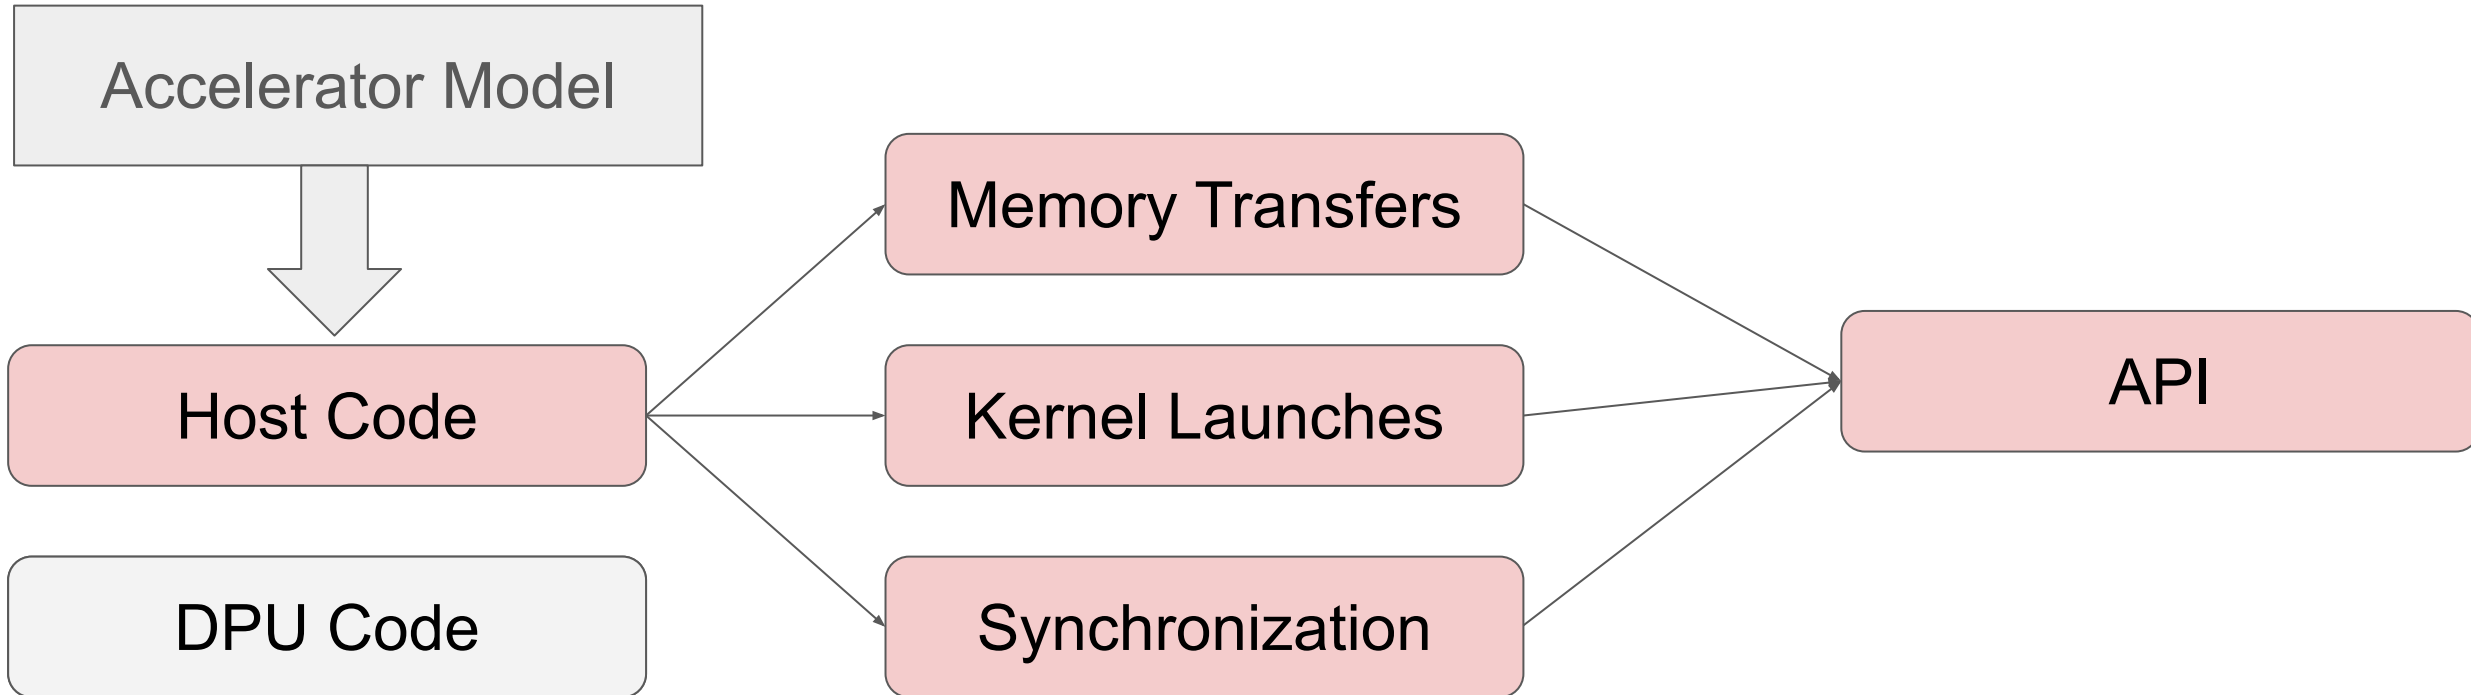 Accelerator Model
Memory Transfers
API
Host Code
Kernel Launches
DPU Code
Synchronization